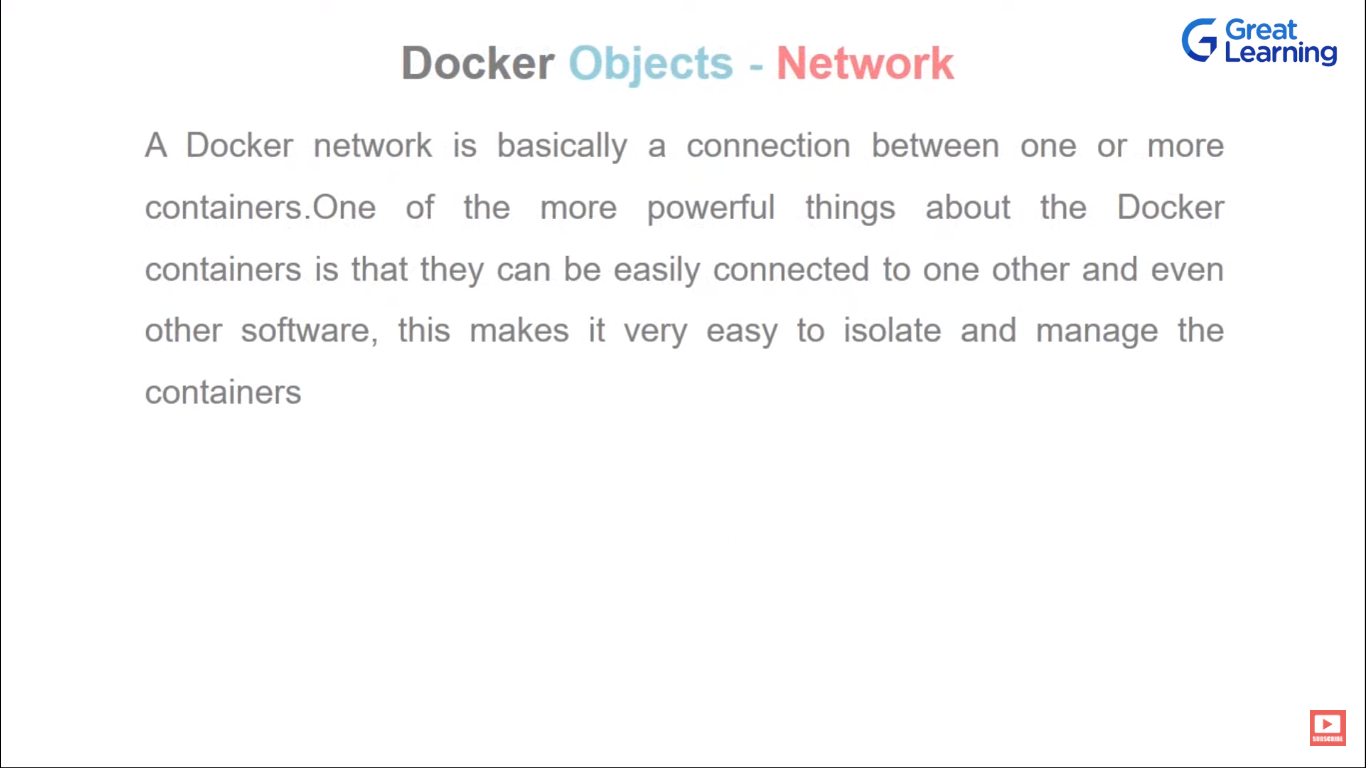 Great
Learning
Docker Objects - Network
A Docker network is basically a connection between one or more
containers.One of the more powerful things about the Docker
containers is that they can be easily connected to one other and even
other software, this makes it very easy to isolate and manage the
containers
SUBSCRIBE